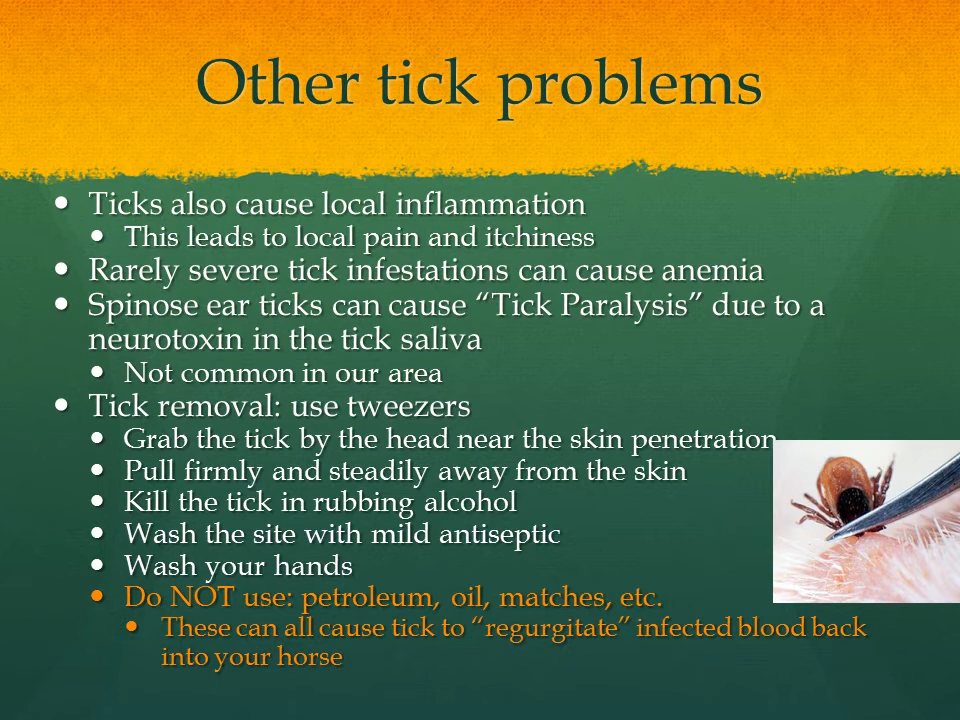 Other tick problems
• Ticks also cause local inflammation
• This leads to local pain and itchiness
• Rarely severe tick infestations can cause anemia
• Spinose ear ticks can cause “Tick Paralysis” due to a
neurotoxin in the tick saliva
• Not common in our area
• Tick removal: use tweezers
• Grab the tick by the head near the skin penetration
• Pull firmly and steadily away from the skin
• Kill the tick in rubbing alcohol
• Wash the site with mild antiseptic
• Wash your hands
• Do NOT use: petroleum, oil, matches, etc.
• These can all cause tick to “regurgitate” infected blood back
into your horse